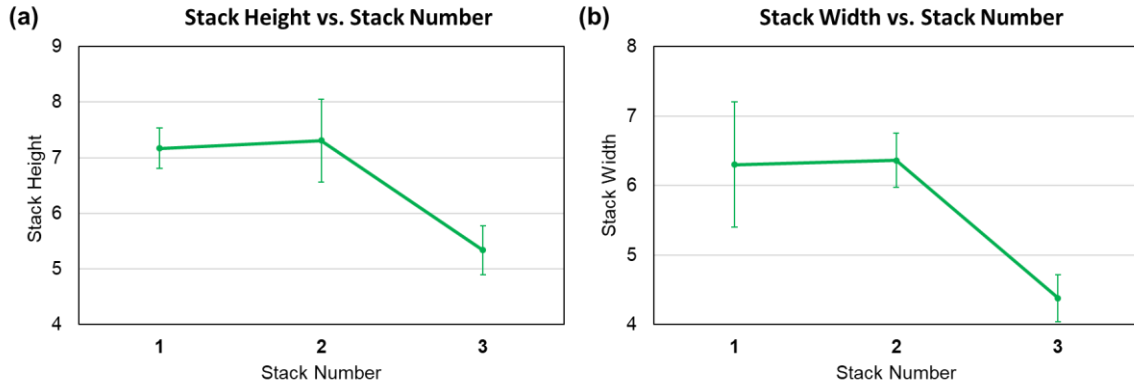 (a)
Stack Height vs. Stack Number
9
8
7
6
5
4
Stack Height
1 2 3
Stack Number
(b)
Stack Width vs. Stack Number
8
7
6
5
4
Stack Width
1 2 3
Stack Number